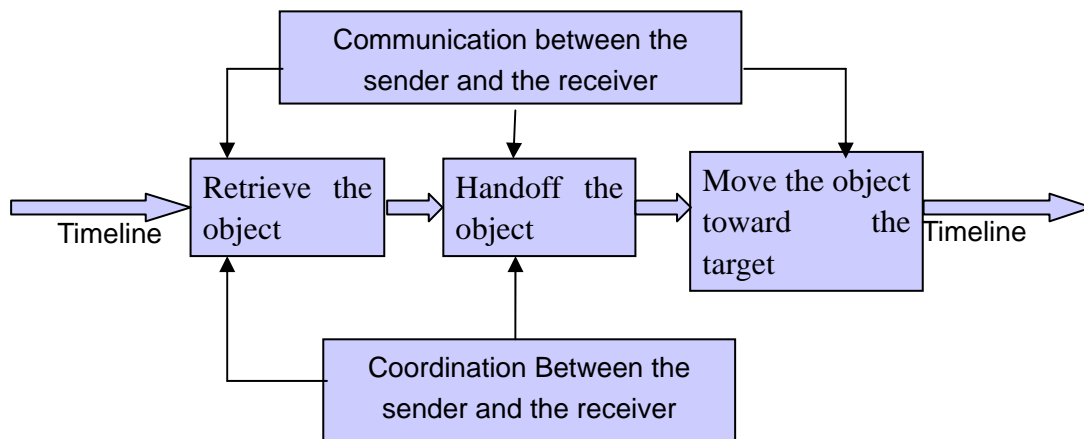 Communication between the
sender and the receiver
Retrieve the
object
Handoff the
object
Move the object
toward the
target
Timeline
Timeline
Coordination Between the
sender and the receiver